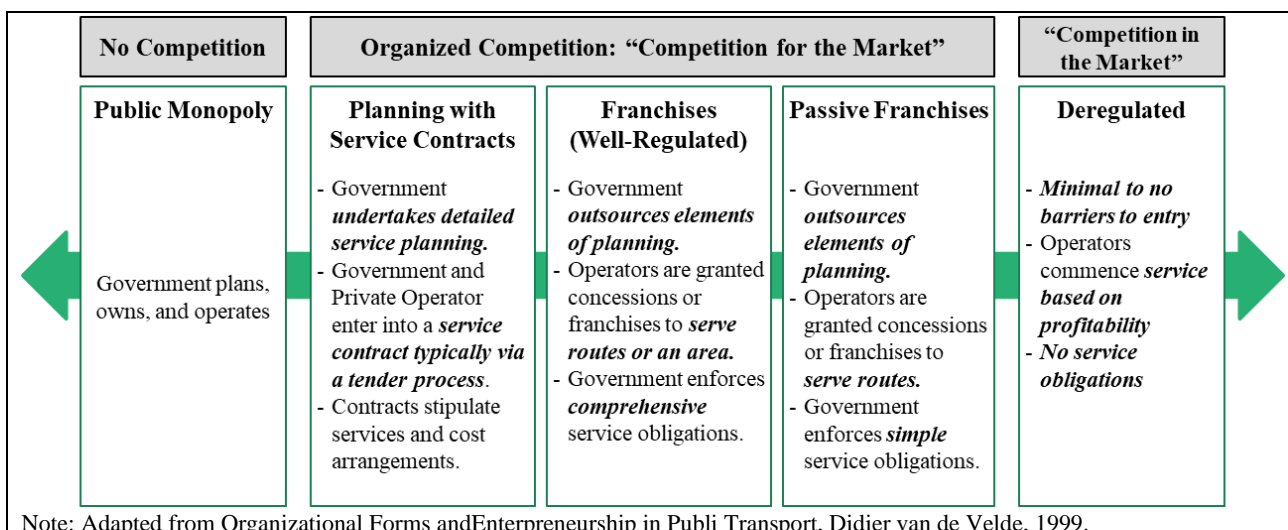 No Competition
Organized Competition: “Competition for the Market”
“Competition in
the Market”
Public Monopoly
Government plans,
owns, and operates
Planning with
Service Contracts
- Government
undertakes detailed
service planning.
- Government and
Private Operator
enter into a service
contract typically via
a tender process.
- Contracts stipulate
services and cost
arrangements.
Franchises
(Well-Regulated)
- Government
outsources elements
of planning.
- Operators are granted
concessions or
franchises to serve
routes or an area.
- Government enforces
comprehensive
service obligations.
Passive Franchises
- Government
outsources
elements of
planning.
- Operators are
granted concessions
or franchises to
serve routes.
- Government
enforces simple
service obligations.
Deregulated
- Minimal to no
barriers to entry
- Operators
commence service
based on
profitability
- No service
obligations
Note: Adapted from Organizational Forms andEnterpreneurship in Publi Transport, Didier van de Velde, 1999.